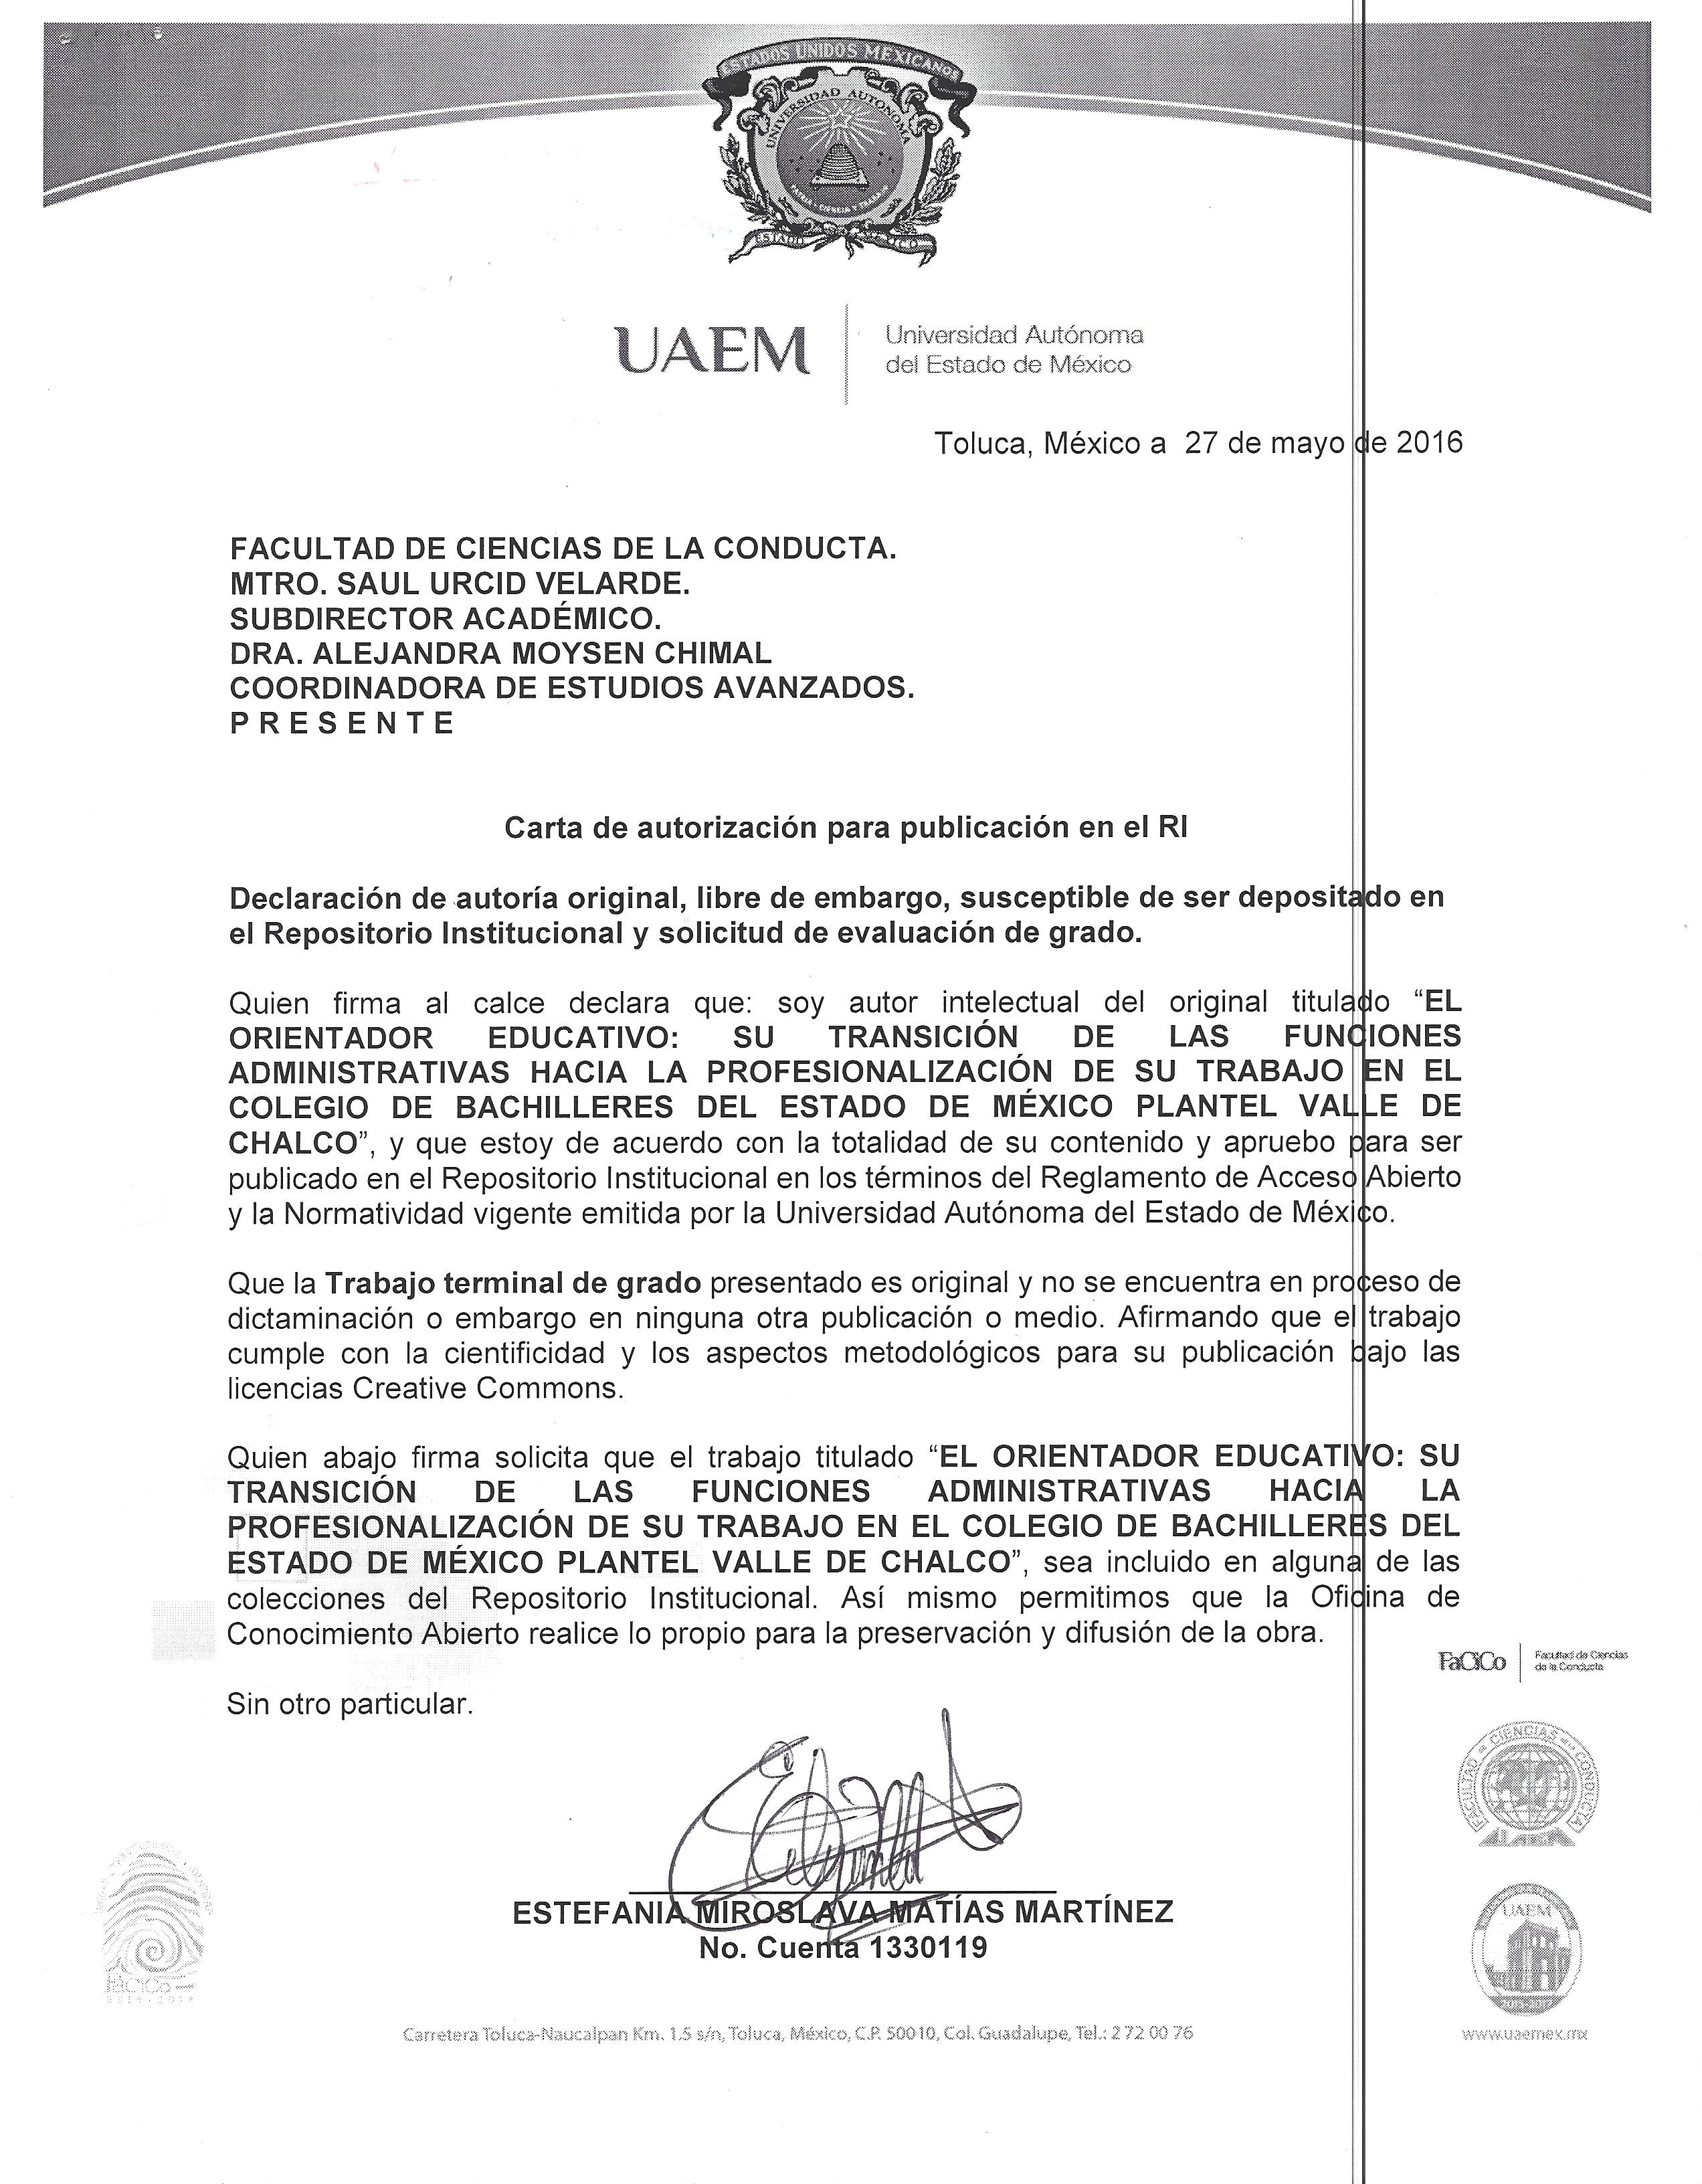 ESTADOS UNIDOS MEXICANOS
UNIVERSIDAD AUTONOMA
PATRIA, CIENCIA Y TRABAJO
ESTADO MÉXICO
UAEM
Universidad Autónoma
del Estado de México
Toluca, México a 27 de mayo de 2016
FACULTAD DE CIENCIAS DE LA CONDUCTA.
MTRO. SAUL URCID VELARDE.
SUBDIRECTOR ACADÉMICO.
DRA. ALEJANDRA MOYSEN CHIMAL
COORDINADORA DE ESTUDIOS AVANZADOS.
P R E S E N T E
Carta de autorización para publicación en el RI
Declaración de autoría original, libre de embargo, susceptible de ser depositado en
el Repositorio Institucional y solicitud de evaluación de grado.
Quien firma al calce declara que: soy autor intelectual del original titulado “EL
ORIENTADOR EDUCATIVO: SU TRANSICIÓN DE LAS FUNCIONES
ADMINISTRATIVAS HACIA LA PROFESIONALIZACIÓN DE SU TRABAJO EN EL
COLEGIO DE BACHILLERES DEL ESTADO DE MÉXICO PLANTEL VALLE DE
CHALCO”, y que estoy de acuerdo con la totalidad de su contenido y apruebo para ser
publicado en el Repositorio Institucional en los términos del Reglamento de Acceso Abierto
y la Normatividad vigente emitida por la Universidad Autónoma del Estado de México.
Que la Trabajo terminal de grado presentado es original y no se encuentra en proceso de
dictaminación o embargo en ninguna otra publicación o medio. Afirmando que el trabajo
cumple con la cientificidad y los aspectos metodológicos para su publicación bajo las
licencias Creative Commons.
Quien abajo firma solicita que el trabajo titulado “EL ORIENTADOR EDUCATIVO: SU
TRANSICIÓN DE LAS FUNCIONES ADMINISTRATIVAS HACIA LA
PROFESIONALIZACIÓN DE SU TRABAJO EN EL COLEGIO DE BACHILLERES DEL
ESTADO DE MÉXICO PLANTEL VALLE DE CHALCO”, sea incluido en alguna de las
colecciones del Repositorio Institucional. Así mismo permitimos que la Oficina de
Conocimiento Abierto realice lo propio para la preservación y difusión de la obra.
FaCiCo
Facultad de Ciencias
de la Conducta
Sin otro particular.
FACULTAD DE CIENCIAS DE LA CONDUCTA
UAEM
ESTEFANIA MIROSLAVA MATÍAS MARTÍNEZ
No. Cuenta 1330119
FaCiCo
UAEM
Carretera Toluca-Naucalpan Km. 1.5 s/n, Toluca, México, C.P. 50010, Col. Guadalupe, Tel.: 2 72 00 76
www.uaemex.mx